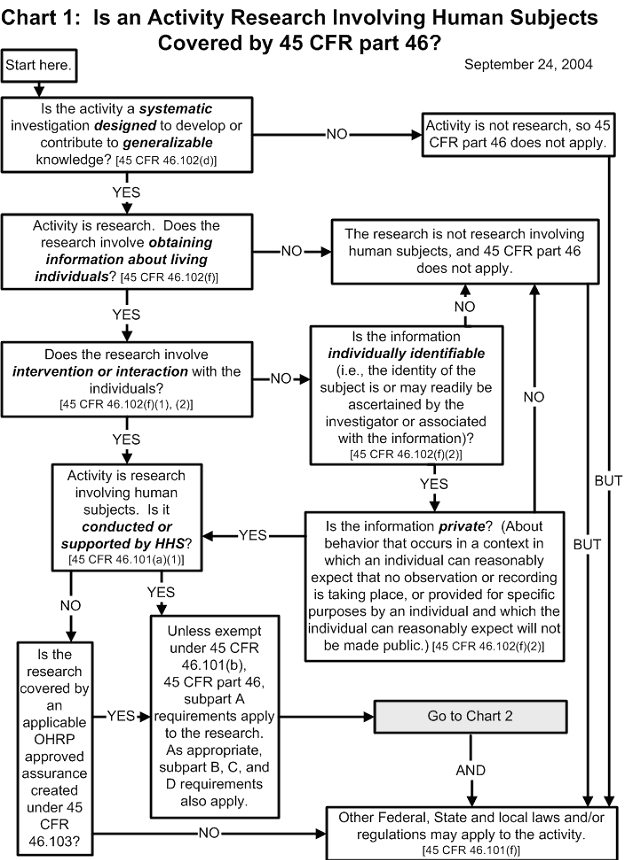 Chart 1:  Is an Activity Research Involving Human Subjects
Covered by 45 CFR part 46?
Start here.
September 24, 2004
Is the activity a systematic
investigation designed to develop or
contribute to generalizable
knowledge? [45 CFR 46.102(d)]
NO
Activity is not research, so 45
CFR part 46 does not apply.
YES
Activity is research.  Does the
research involve obtaining
information about living
individuals? [45 CFR 46.102(f)]
NO
The research is not research involving
human subjects, and 45 CFR part 46
does not apply.
YES
NO
Does the research involve
intervention or interaction with the
individuals?
[45 CFR 46.102(f)(1), (2)]
NO
Is the information
individually identifiable
(i.e., the identity of the
subject is or may readily be
ascertained by the
investigator or associated
with the information)?
[45 CFR 46.102(f)(2)]
NO
BUT
YES
YES
Activity is research
involving human
subjects.  Is it
conducted or
supported by HHS?
[45 CFR 46.101(a)(1)]
YES
Is the information private?  (About
behavior that occurs in a context in
which an individual can reasonably
expect that no observation or recording
is taking place, or provided for specific
purposes by an individual and which the
individual can reasonably expect will not
be made public.) [45 CFR 46.102(f)(2)]
BUT
NO
YES
Is the
research
covered by
an
applicable
OHRP
approved
assurance
created
under 45
CFR
46.103?
YES
Unless exempt
under 45 CFR
46.101(b),
45 CFR part 46,
subpart A
requirements apply
to the research.
As appropriate,
subpart B, C, and
D requirements
also apply.
Go to Chart 2
AND
NO
Other Federal, State and local laws and/or
regulations may apply to the activity.
[45 CFR 46.101(f)]